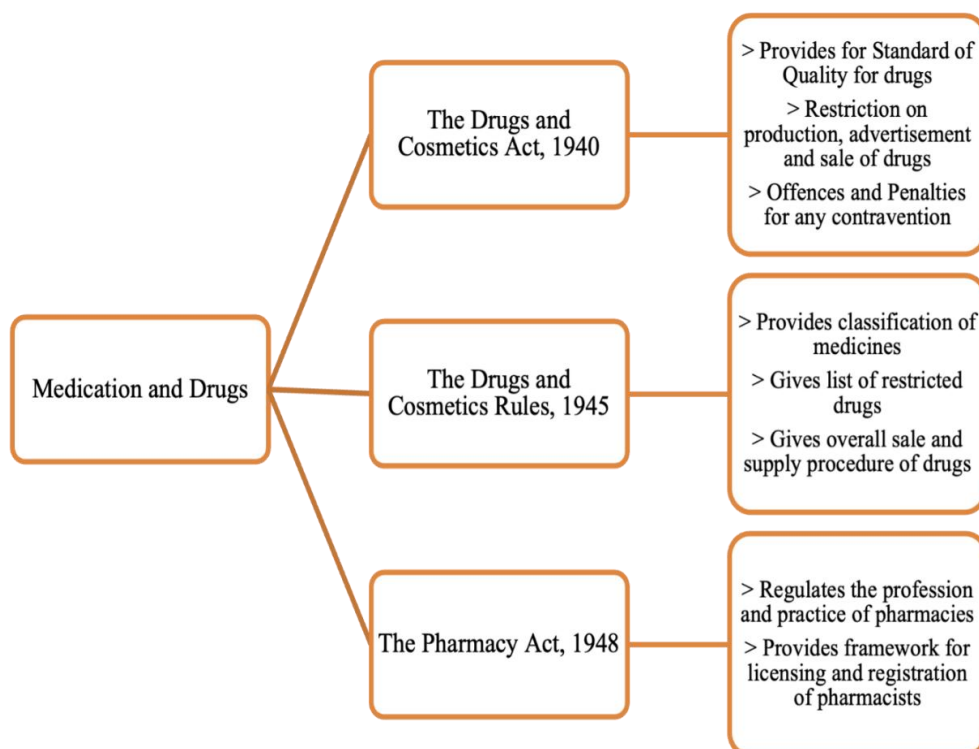 Medication and Drugs
The Drugs and
Cosmetics Act, 1940
> Provides for Standard of
Quality for drugs
> Restriction on
production, advertisement
and sale of drugs
> Offences and Penalties
for any contravention
The Drugs and
Cosmetics Rules, 1945
> Provides classification of
medicines
> Gives list of restricted
drugs
> Gives overall sale and
supply procedure of drugs
The Pharmacy Act, 1948
> Regulates the profession
and practice of pharmacies
> Provides framework for
licensing and registration
of pharmacists